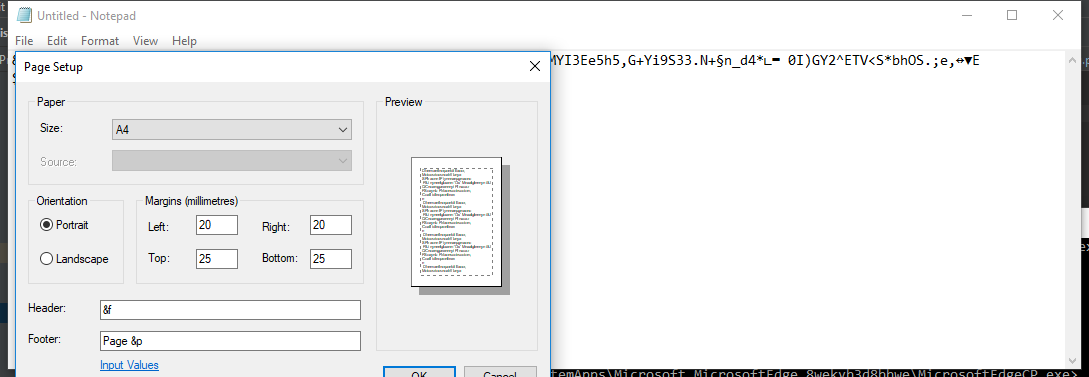 Untitled - Notepad
File Edit Format View Help
MYI3Ee5h5,G+Yi9S33.N+§n_d4*∟━ 0I)GY2^ETV<S*bhOS.;e,↔▼E
Page Setup
Paper
Size: A4
Source:
Orientation
Portrait
Landscape
Margins (millimetres)
Left: 20 Right: 20
Top: 25 Bottom: 25
Preview
Header: &f
Footer: Page &p
Input Values
OK Cancel
temApps\Microsoft.MicrosoftEdge_8wekyb3d8bbwe\MicrosoftEdgeCP.exe>